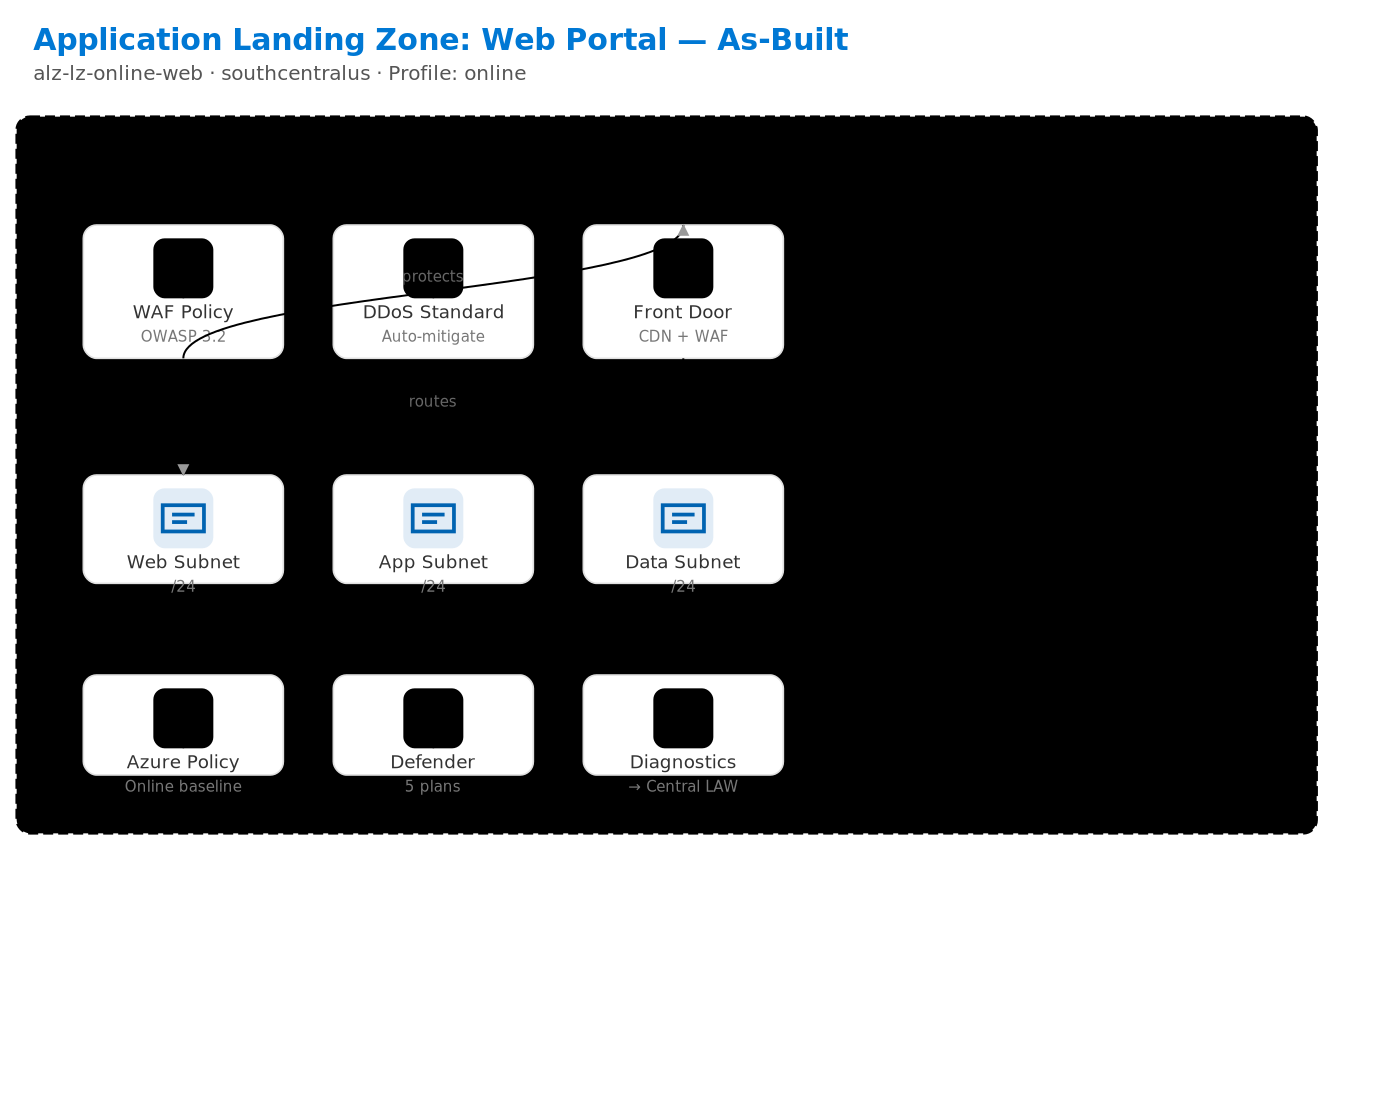 Application Landing Zone: Web Portal — As-Built
alz-lz-online-web · southcentralus · Profile: online
protects
WAF Policy
OWASP 3.2
DDoS Standard
Auto-mitigate
Front Door
CDN + WAF
routes
Web Subnet
/24
App Subnet
/24
Data Subnet
/24
Azure Policy
Online baseline
Defender
5 plans
Diagnostics
→ Central LAW